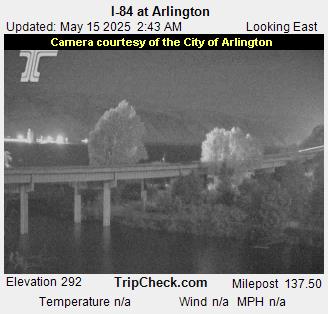 I-84 at Arlington
Updated: May 15 2025 2:43 AM Looking East
Camera courtesy of the City of Arlington
Elevation 292 TripCheck.com Milepost 137.50
Temperature n/a Wind n/a MPH n/a